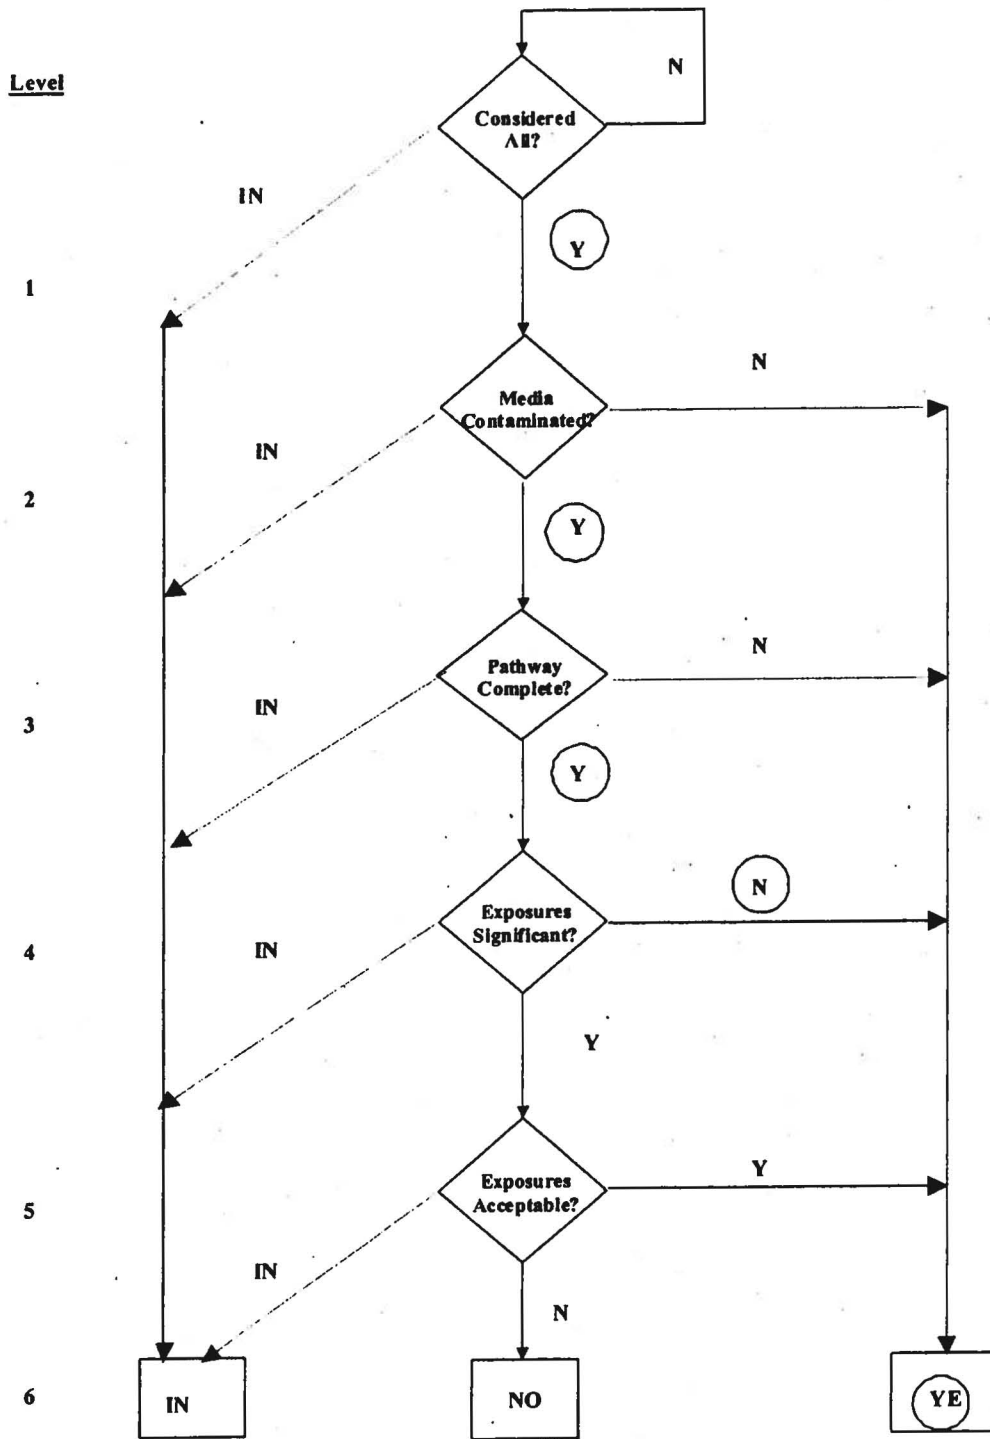 N
Level
Considered
All?
IN
Y
1
N
Media
Contaminated?
IN
2
Y
N
Pathway
Complete?
IN
3
Y
N
Exposures
Significant?
IN
4
Y
Y
Exposures
Acceptable?
5
IN
N
6
IN
NO
YE